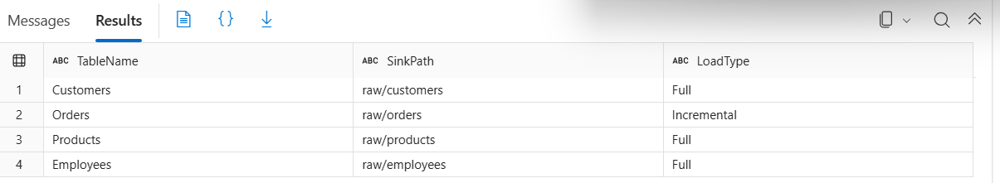 Messages Results {}
ABC TableName ABC SinkPath ABC LoadType
1 Customers raw/customers Full
2 Orders raw/orders Incremental
3 Products raw/products Full
4 Employees raw/employees Full